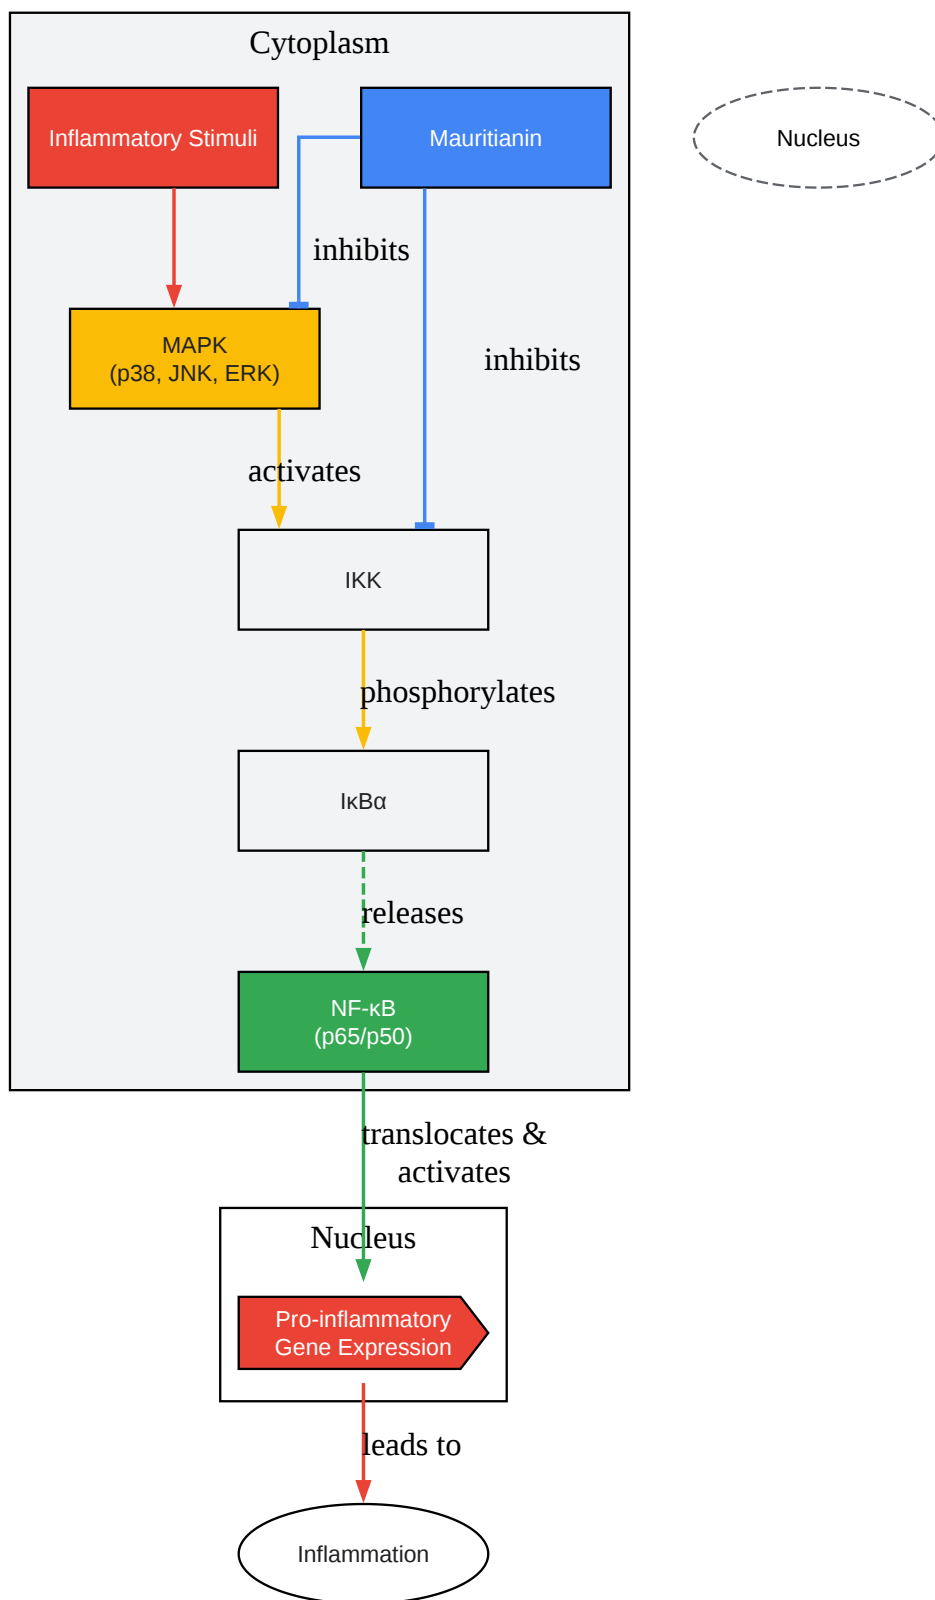 Cytoplasm
Inflammatory Stimuli
Mauritianin
Nucleus
inhibits
MAPK
(p38, JNK, ERK)
inhibits
activates
IKK
phosphorylates
IκBα
releases
NF-κB
(p65/p50)
translocates &
activates
Nucleus
Pro-inflammatory
Gene Expression
leads to
Inflammation